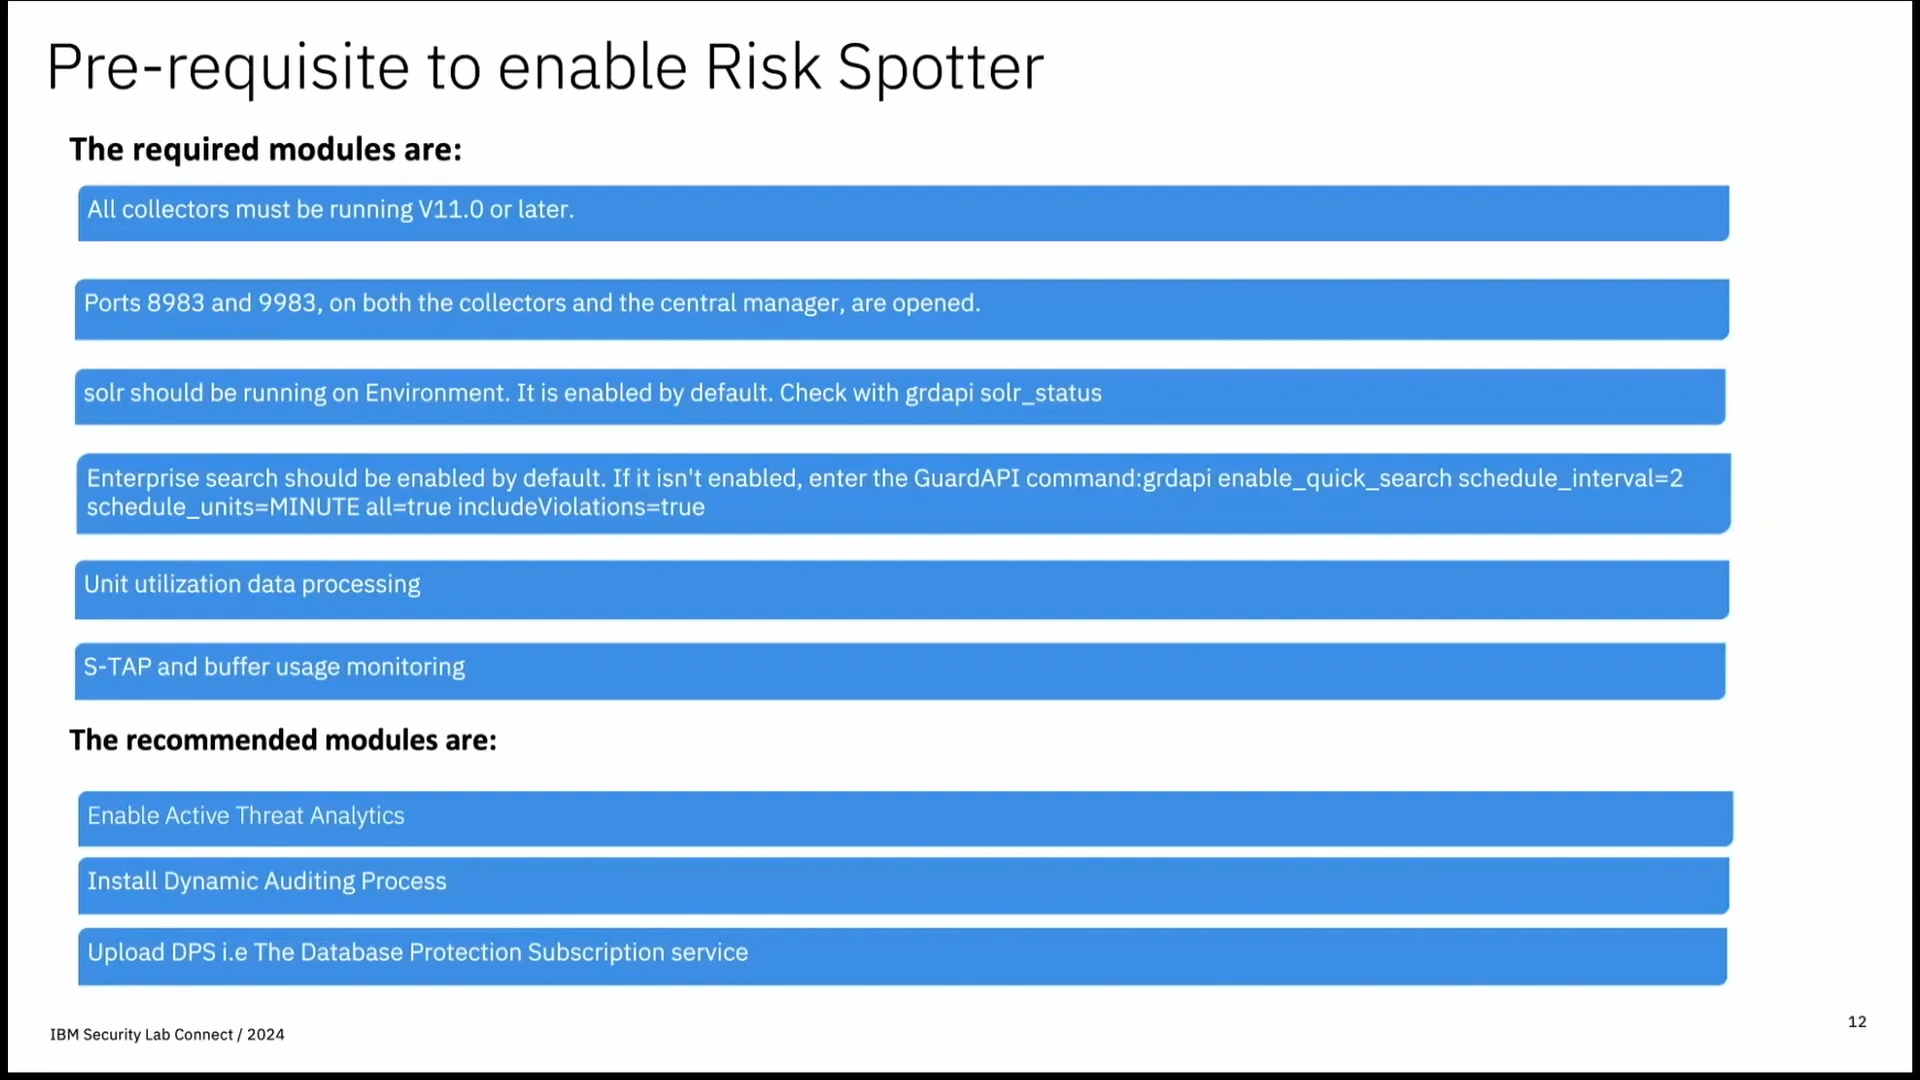 Pre-requisite to enable Risk Spotter
The required modules are:
All collectors must be running V11.0 or later.
Ports 8983 and 9983, on both the collectors and the central manager, are opened.
solr should be running on Environment. It is enabled by default. Check with grdapi solr_status
Enterprise search should be enabled by default. If it isn't enabled, enter the GuardAPI command:grdapi enable_quick_search schedule_interval=2
schedule_units=MINUTE all=true includeViolations=true
Unit utilization data processing
S-TAP and buffer usage monitoring
The recommended modules are:
Enable Active Threat Analytics
Install Dynamic Auditing Process
Upload DPS i.e The Database Protection Subscription service
IBM Security Lab Connect / 2024
12